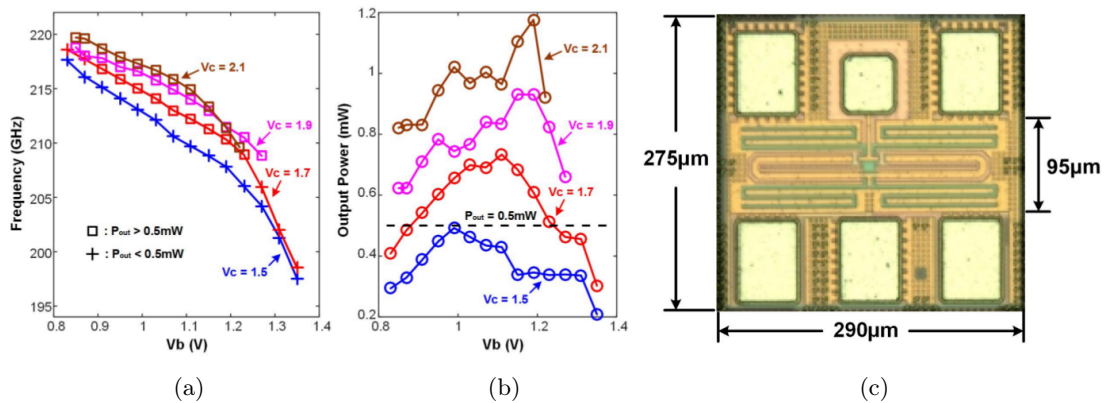 220
215
210
205
200
195
Frequency (GHz)
Vc = 2.1
Vc = 1.9
Vc = 1.7
Vc = 1.5
: Pout > 0.5mW
: Pout < 0.5mW
0.8 0.9 1 1.1 1.2 1.3 1.4
Vb (V)
(a)
1.2
1
0.8
0.6
0.4
0.2
Output Power (mW)
Vc = 2.1
Vc = 1.9
Vc = 1.7
Pout = 0.5mW
Vc = 1.5
0.8 1 1.2 1.4
Vb (V)
(b)
275μm
95μm
290μm
(c)